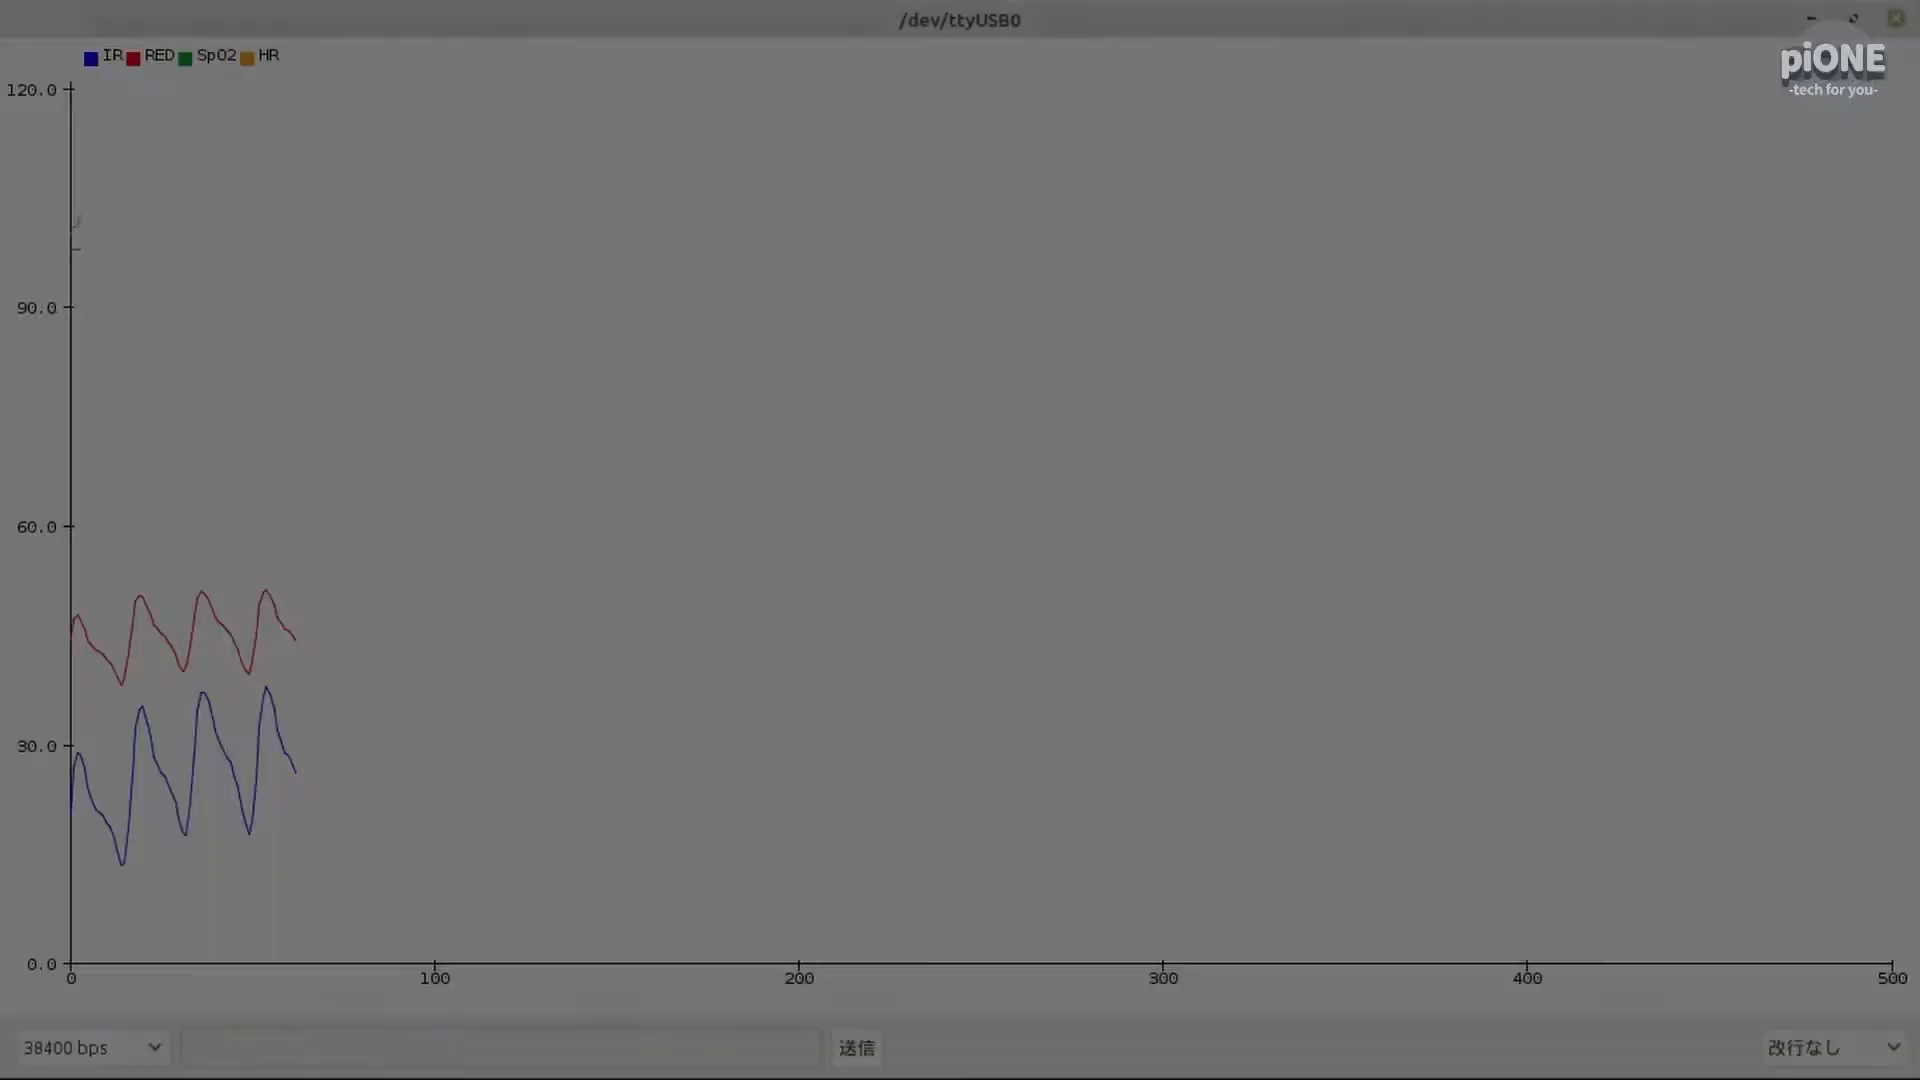 /dev/ttyUSB0
IR RED SpO2 HR
piONE
-tech for you-
120.0
90.0
60.0
30.0
0.0
0 100 200 300 400 500
38400 bps 送信 改行なし